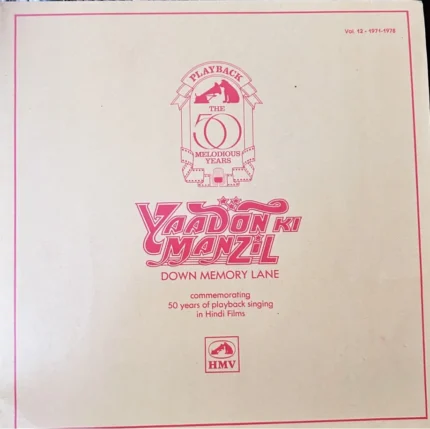 Vol. 12 - 1971-1978
PLAYBACK
THE
50
MELODIOUS
YEARS
YAADON KI
MANZIL
DOWN MEMORY LANE
commemorating
50 years of playback singing
in Hindi Films
HMV